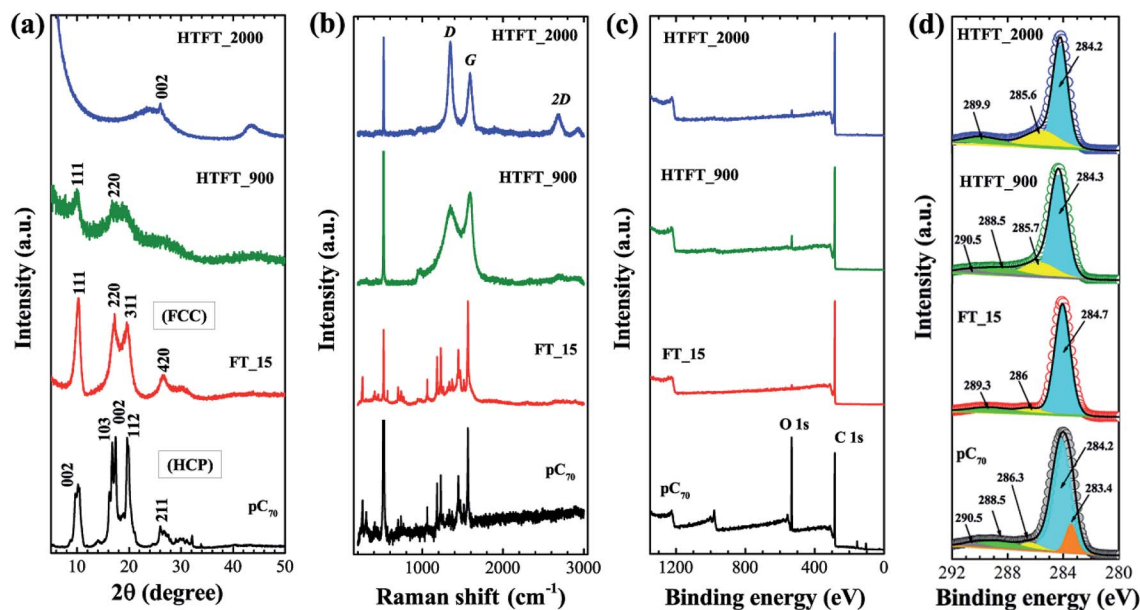 (a)
HTFT_2000
002
HTFT_900
111
220
111
220
311
(FCC)
420
FT_15
002
103
002
112
(HCP)
211
pC70
Intensity (a.u.)
5 10 20 30 40 50
2θ (degree)
(b)
HTFT_2000
D
G
2D
HTFT_900
FT_15
pC70
Intensity (a.u.)
1000 2000 3000
Raman shift (cm-1)
(c)
HTFT_2000
HTFT_900
FT_15
O 1s
C 1s
pC70
Intensity (a.u.)
1200 800 400 0
Binding energy (eV)
(d)
HTFT_2000
284.2
285.6
289.9
HTFT_900
284.3
288.5
285.7
290.5
FT_15
284.7
289.3
286
pC70
284.2
286.3
288.5
283.4
290.5
Intensity (a.u.)
292 288 284 280
Binding energy (eV)